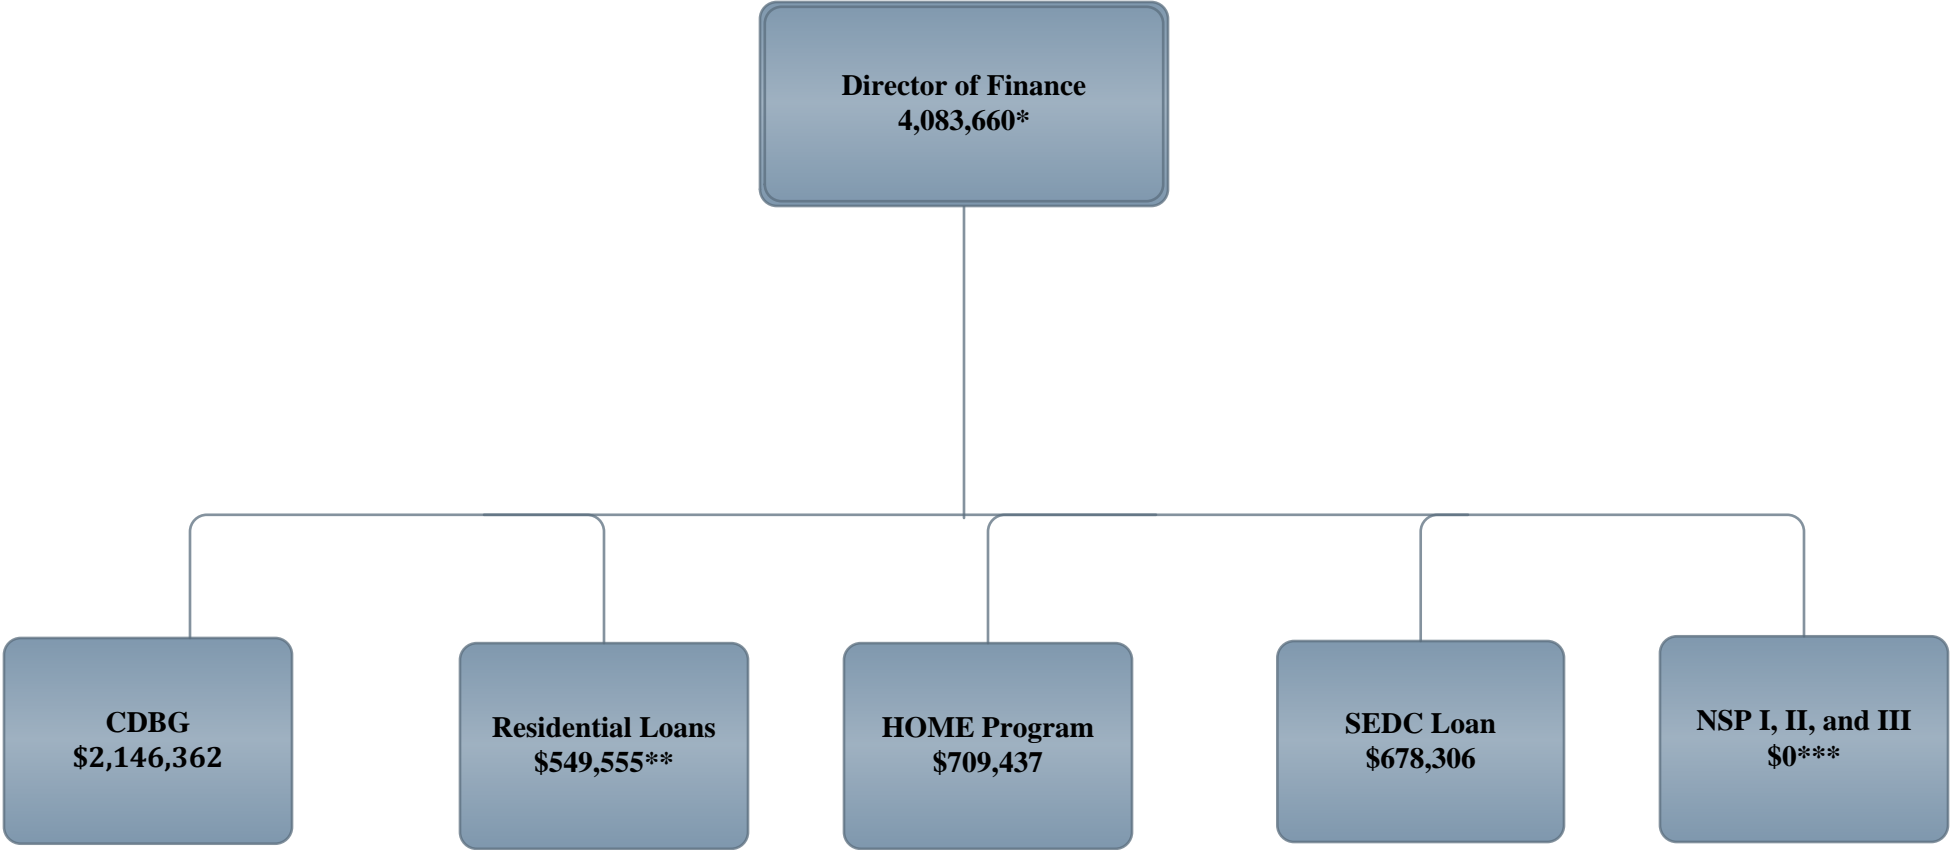 Director of Finance
4,083,660*
CDBG
$2,146,362
Residential Loans
$549,555**
HOME Program
$709,437
SEDC Loan
$678,306
NSP I, II, and III
$0***